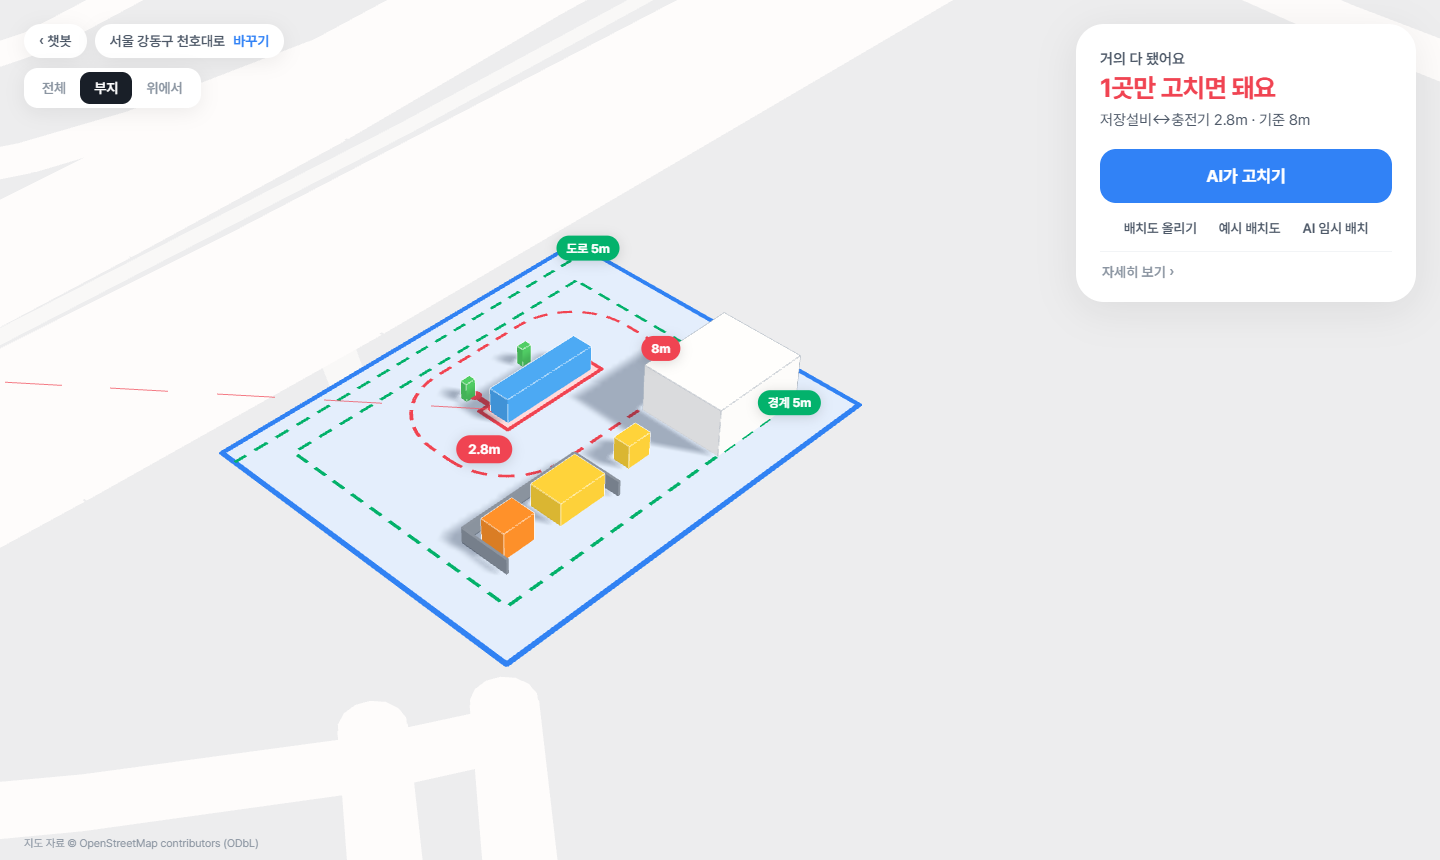 ‹ 챗봇
서울 강동구 천호대로 바꾸기
전체 부지 위에서
거의 다 됐어요
1곳만 고치면 돼요
저장설비↔충전기 2.8m · 기준 8m
AI가 고치기
배치도 올리기 예시 배치도 AI 임시 배치
자세히 보기 ›
도로 5m
8m
경계 5m
2.8m
지도 자료 © OpenStreetMap contributors (ODbL)